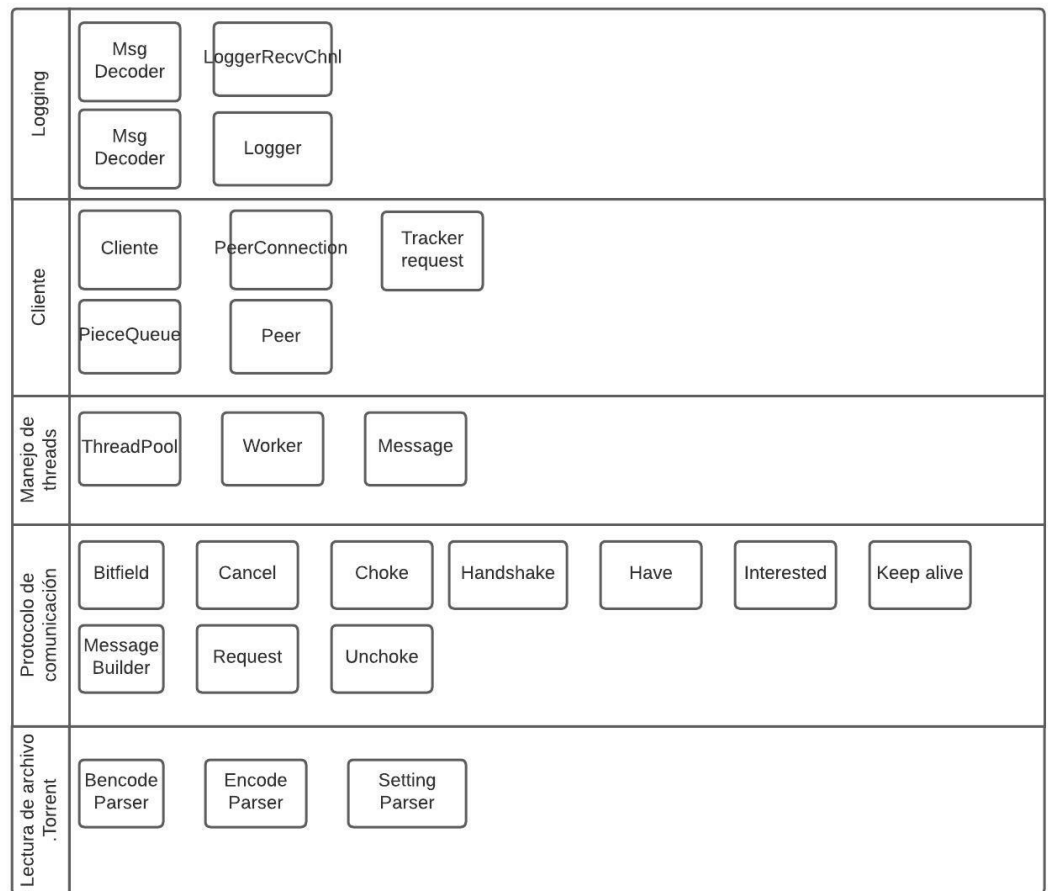 Logging
Msg
Decoder
LoggerRecvChnl
Msg
Decoder
Logger
Cliente
Cliente
PeerConnection
Tracker
request
PieceQueue
Peer
Manejo de
threads
ThreadPool
Worker
Message
Protocolo de
comunicación
Bitfield
Cancel
Choke
Handshake
Have
Interested
Keep alive
Message
Builder
Request
Unchoke
Lectura de archivo
.Torrent
Bencode
Parser
Encode
Parser
Setting
Parser